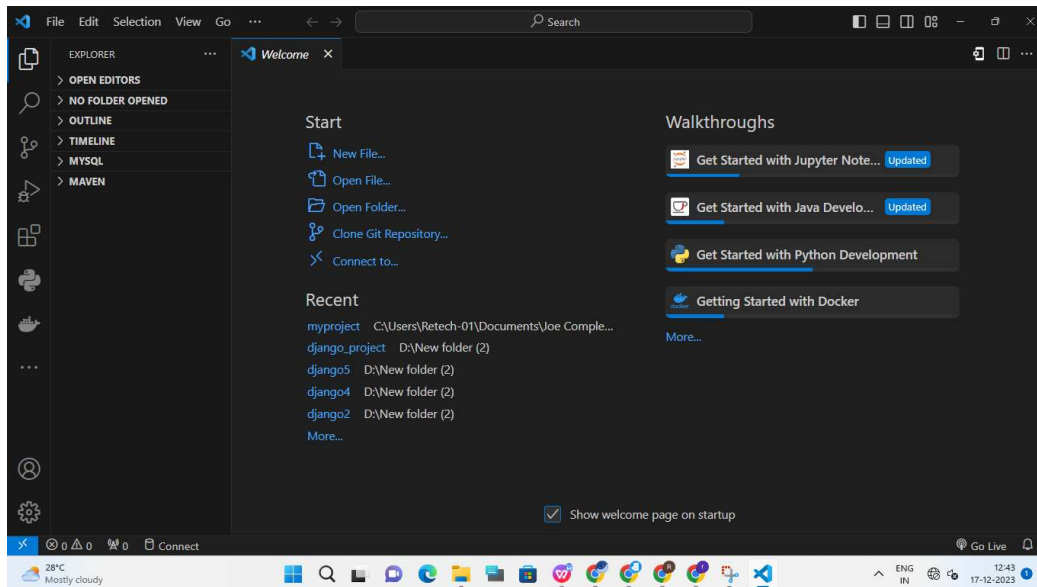 File Edit Selection View Go ··· Search
EXPLORER ···
OPEN EDITORS
NO FOLDER OPENED
OUTLINE
TIMELINE
MYSQL
MAVEN
Welcome
Start
New File...
Open File...
Open Folder...
Clone Git Repository...
Connect to...
Recent
myproject C:\Users\Retech-01\Documents\Joe Comple...
django_project D:\New folder (2)
django5 D:\New folder (2)
django4 D:\New folder (2)
django2 D:\New folder (2)
More...
Walkthroughs
Get Started with Jupyter Note... Updated
Get Started with Java Develo... Updated
Get Started with Python Development
docker Getting Started with Docker
More...
Show welcome page on startup
0 0 0 Connect Go Live
28°C
Mostly cloudy
ENG
IN
12:43
17-12-2023
1